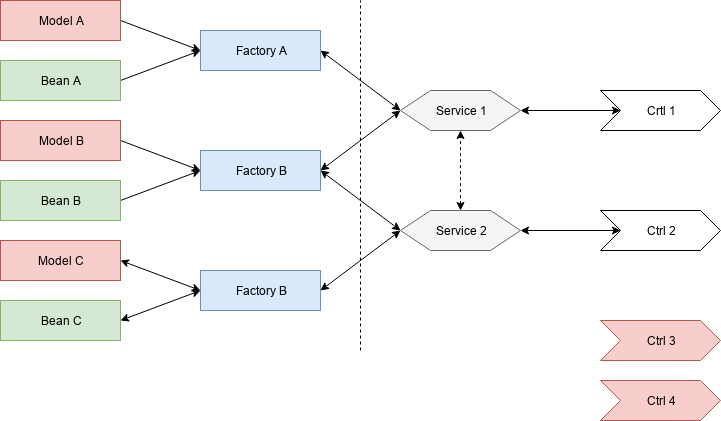 Model A
Factory A
Bean A
Service 1
Crtl 1
Model B
Factory B
Bean B
Service 2
Ctrl 2
Model C
Factory B
Bean C
Ctrl 3
Ctrl 4